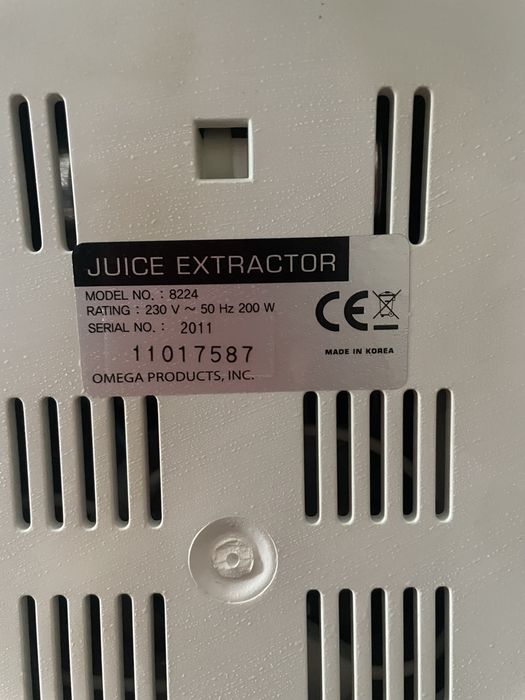 JUICE EXTRACTOR
MODEL NO. : 8224
RATING : 230 V ~ 50 Hz 200 W
SERIAL NO. : 2011
11017587
OMEGA PRODUCTS, INC.
CE
MADE IN KOREA